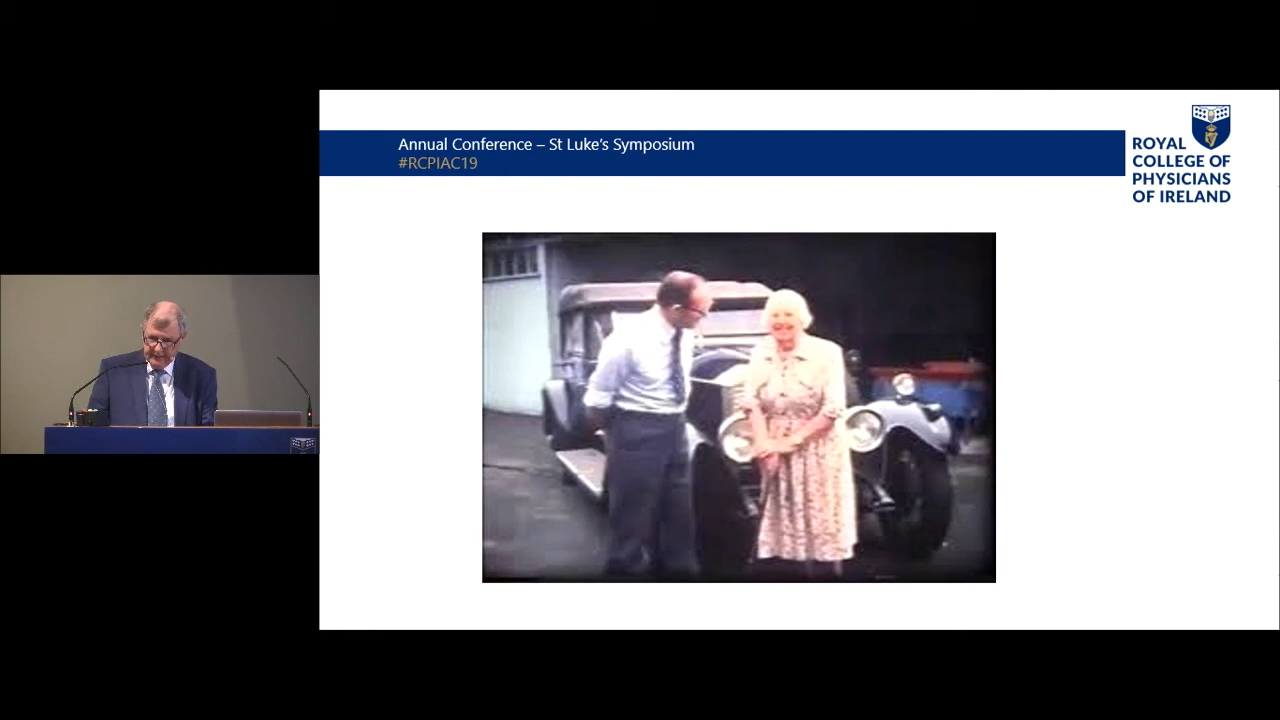 Annual Conference – St Luke's Symposium
#RCPIAC19
ROYAL
COLLEGE OF
PHYSICIANS
OF IRELAND